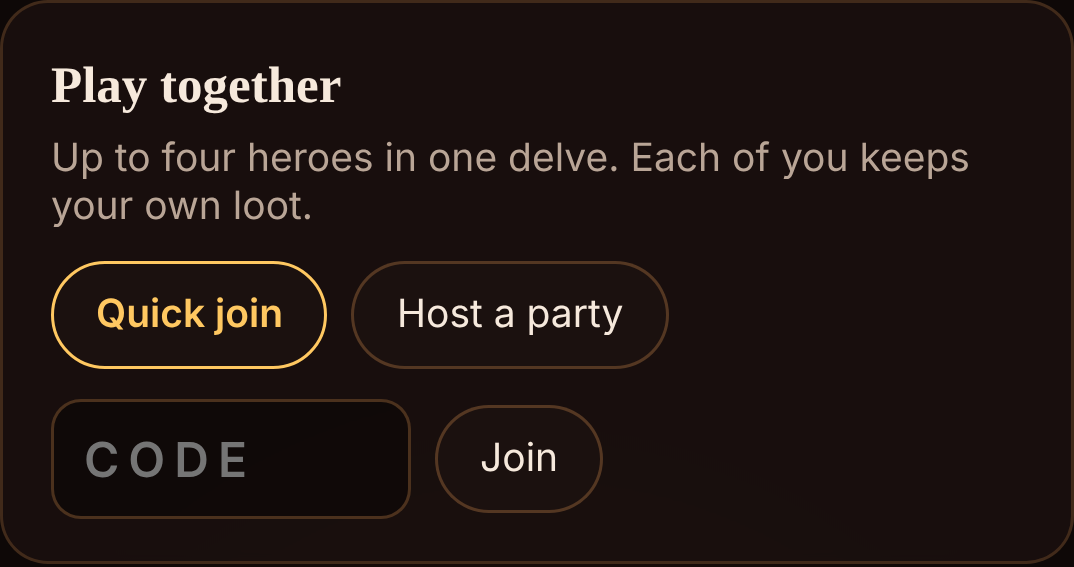 Play together
Up to four heroes in one delve. Each of you keeps
your own loot.
Quick join
Host a party
CODE
Join